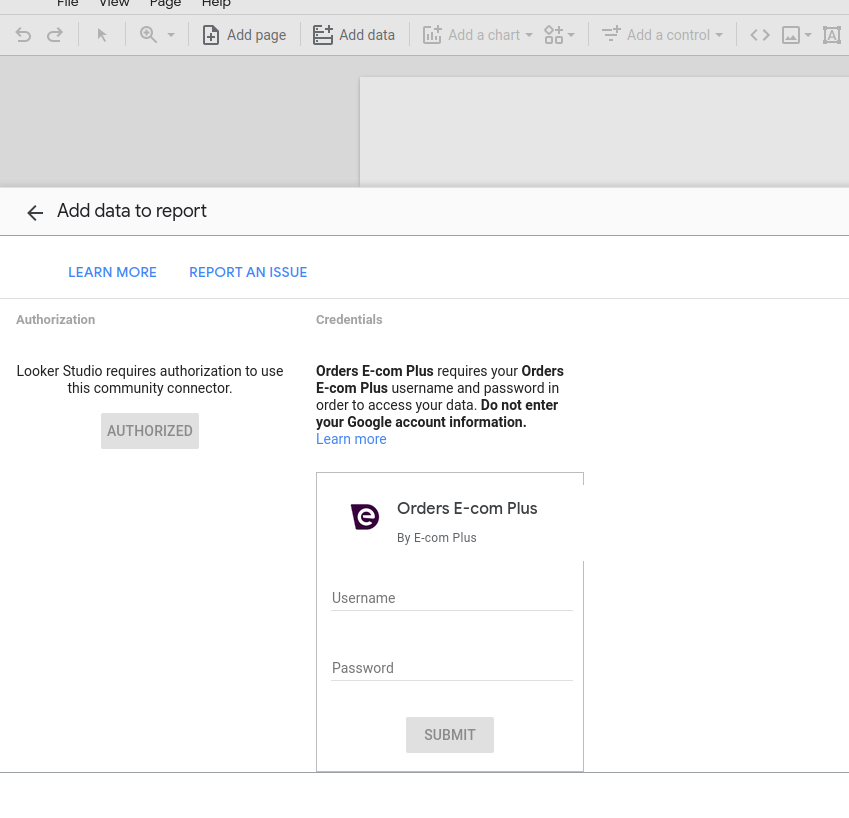 File View Page Help
Add page Add data Add a chart Add a control
Add data to report
LEARN MORE REPORT AN ISSUE
Authorization
Looker Studio requires authorization to use
this community connector.
AUTHORIZED
Credentials
Orders E-com Plus requires your Orders
E-com Plus username and password in
order to access your data. Do not enter
your Google account information.
Learn more
Orders E-com Plus
By E-com Plus
Username
Password
SUBMIT